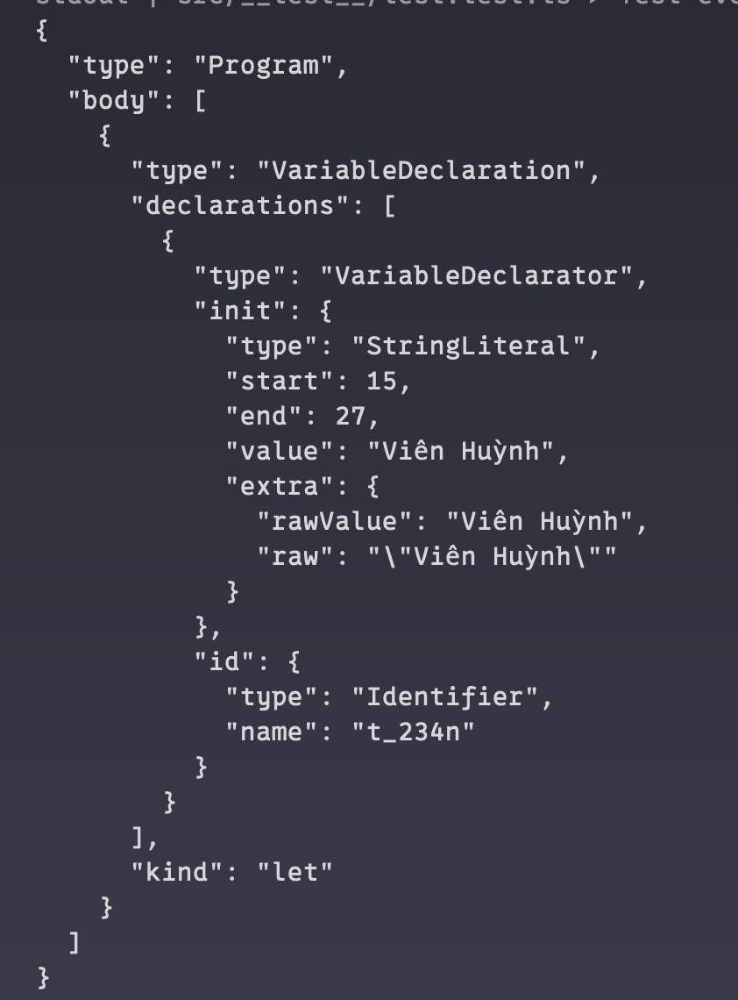 {
  "type": "Program",
  "body": [
    {
      "type": "VariableDeclaration",
      "declarations": [
        {
          "type": "VariableDeclarator",
          "init": {
            "type": "StringLiteral",
            "start": 15,
            "end": 27,
            "value": "Viên Huỳnh",
            "extra": {
              "rawValue": "Viên Huỳnh",
              "raw": "\"Viên Huỳnh\""
            }
          },
          "id": {
            "type": "Identifier",
            "name": "t_234n"
          }
        }
      ],
      "kind": "let"
    }
  ]
}